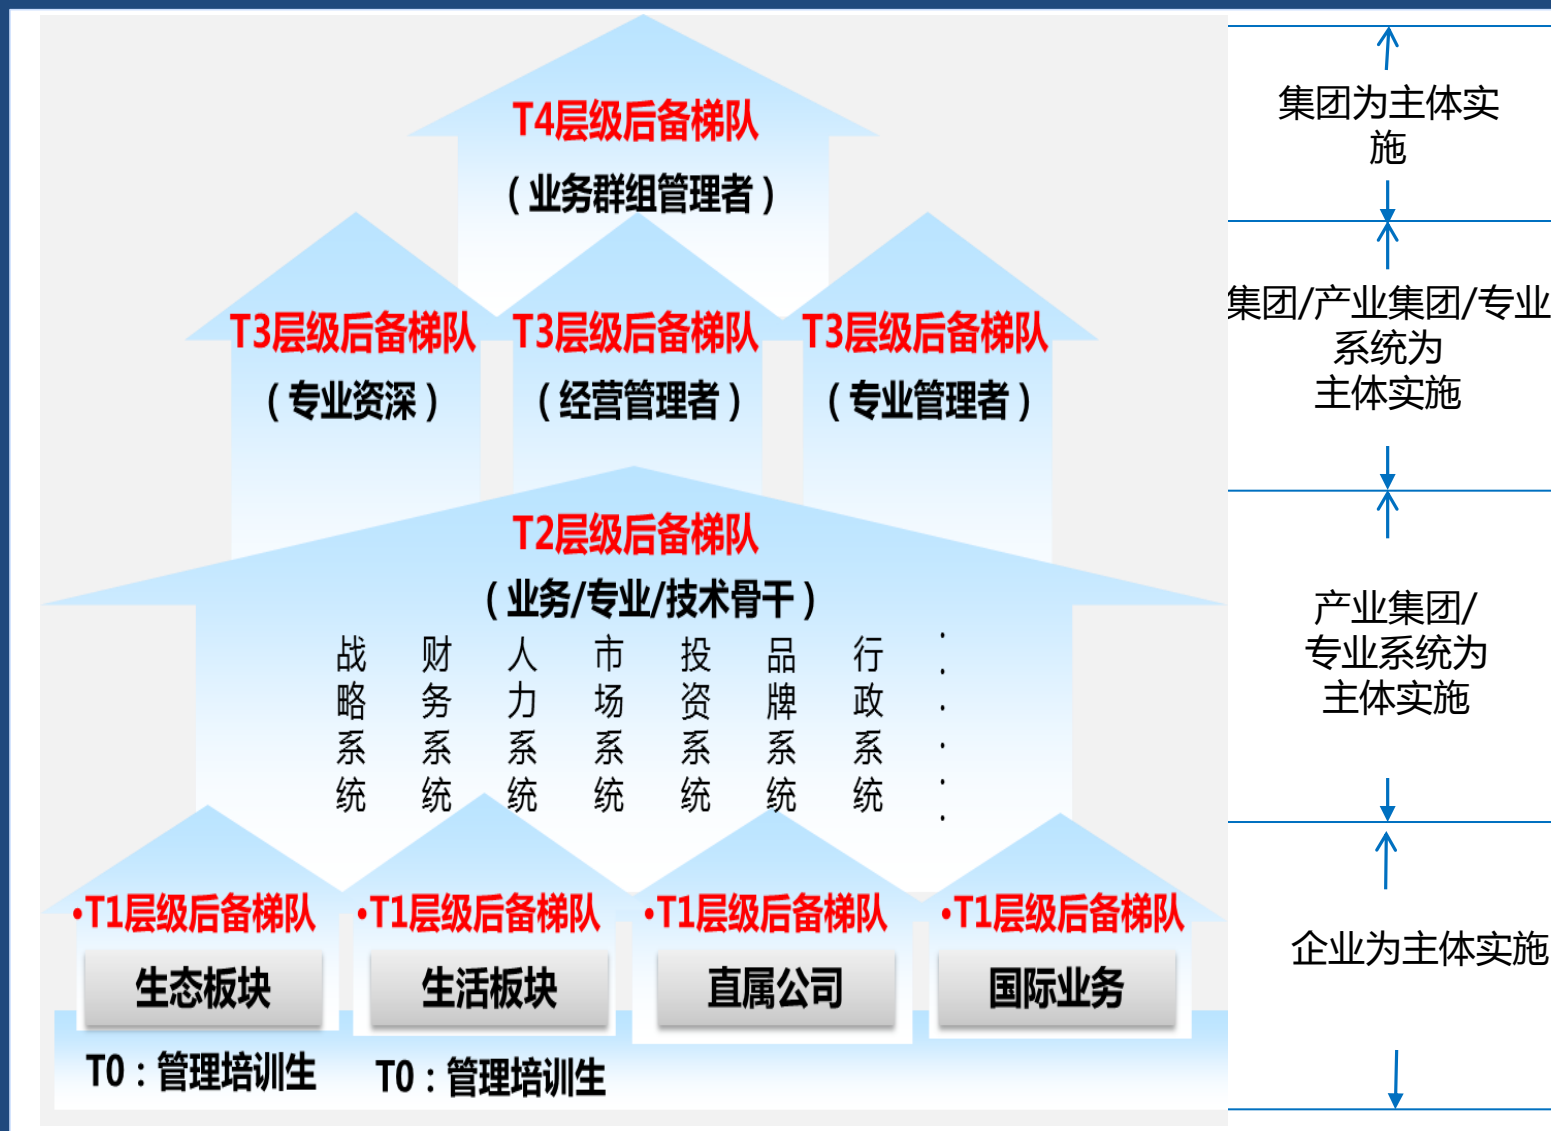 T4层级后备梯队
（业务群组管理者）
集团为主体实
施
T3层级后备梯队
（专业资深）
T3层级后备梯队
（经营管理者）
T3层级后备梯队
（专业管理者）
集团/产业集团/专业
系统为
主体实施
T2层级后备梯队
（业务/专业/技术骨干）
战略系统
财务系统
人力系统
市场系统
投资系统
品牌系统
行政系统
......
产业集团/
专业系统为
主体实施
•T1层级后备梯队
生态板块
•T1层级后备梯队
生活板块
•T1层级后备梯队
直属公司
•T1层级后备梯队
国际业务
企业为主体实施
T0：管理培训生
T0：管理培训生